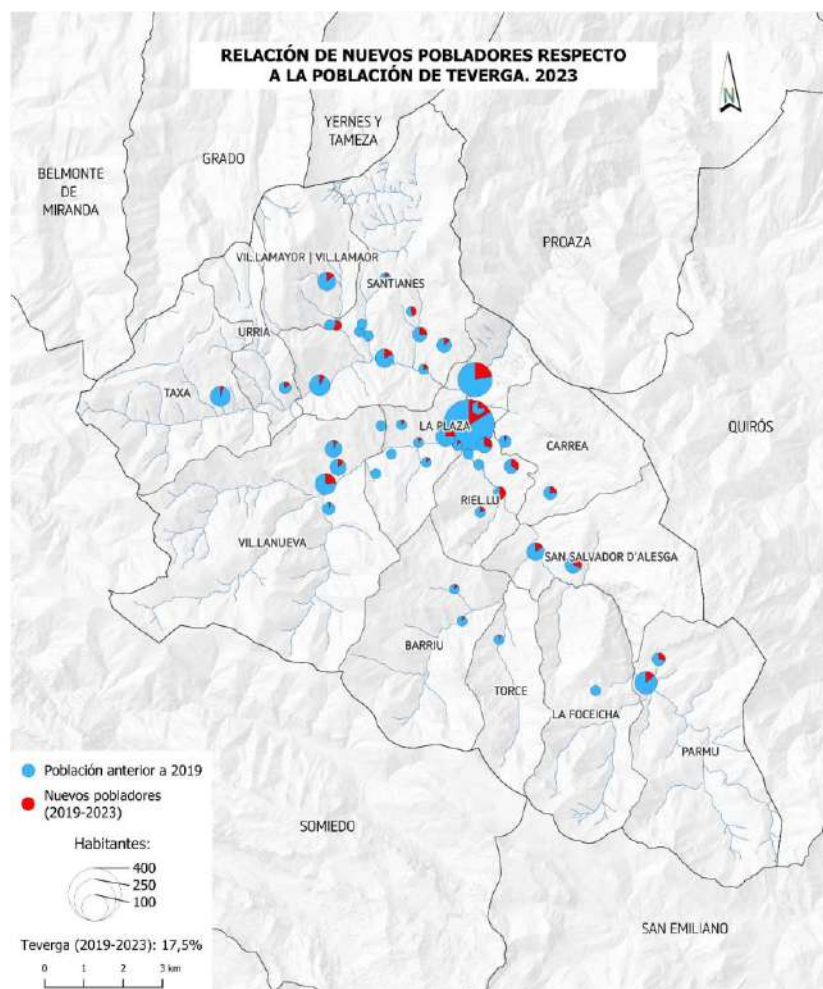 RELACIÓN DE NUEVOS POBLADORES RESPECTO
A LA POBLACIÓN DE TEVERGA. 2023
N
YERNES Y
TAMEZA
GRADO
BELMONTE
DE
MIRANDA
PROAZA
VIL.LAMAYOR | VIL.LAMAOR
SANTIANES
URRIA
TAXA
LA PLAZA
CARREA
QUIRÓS
RIEL.LU
VIL.LANUEVA
SAN SALVADOR D'ALESGA
BARRIU
TORCE
LA FOCEICHA
PARMU
Población anterior a 2019
Nuevos pobladores
(2019-2023)
Habitantes:
400
250
100
Teverga (2019-2023): 17,5%
0 1 2 3 km
SOMIEDO
SAN EMILIANO